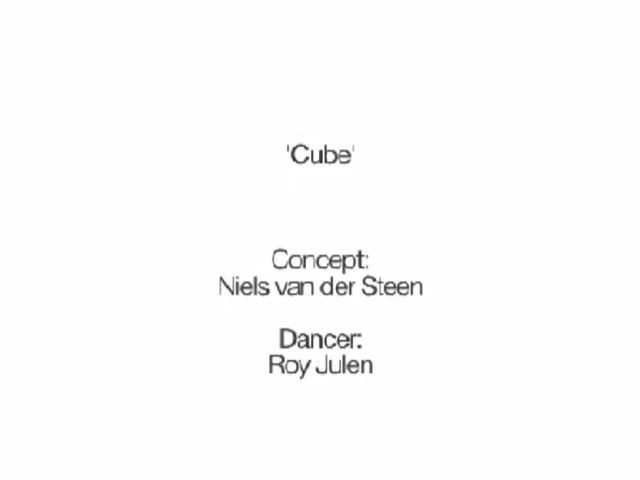 'Cube'
Concept:
Niels van der Steen
Dancer:
Roy Julen